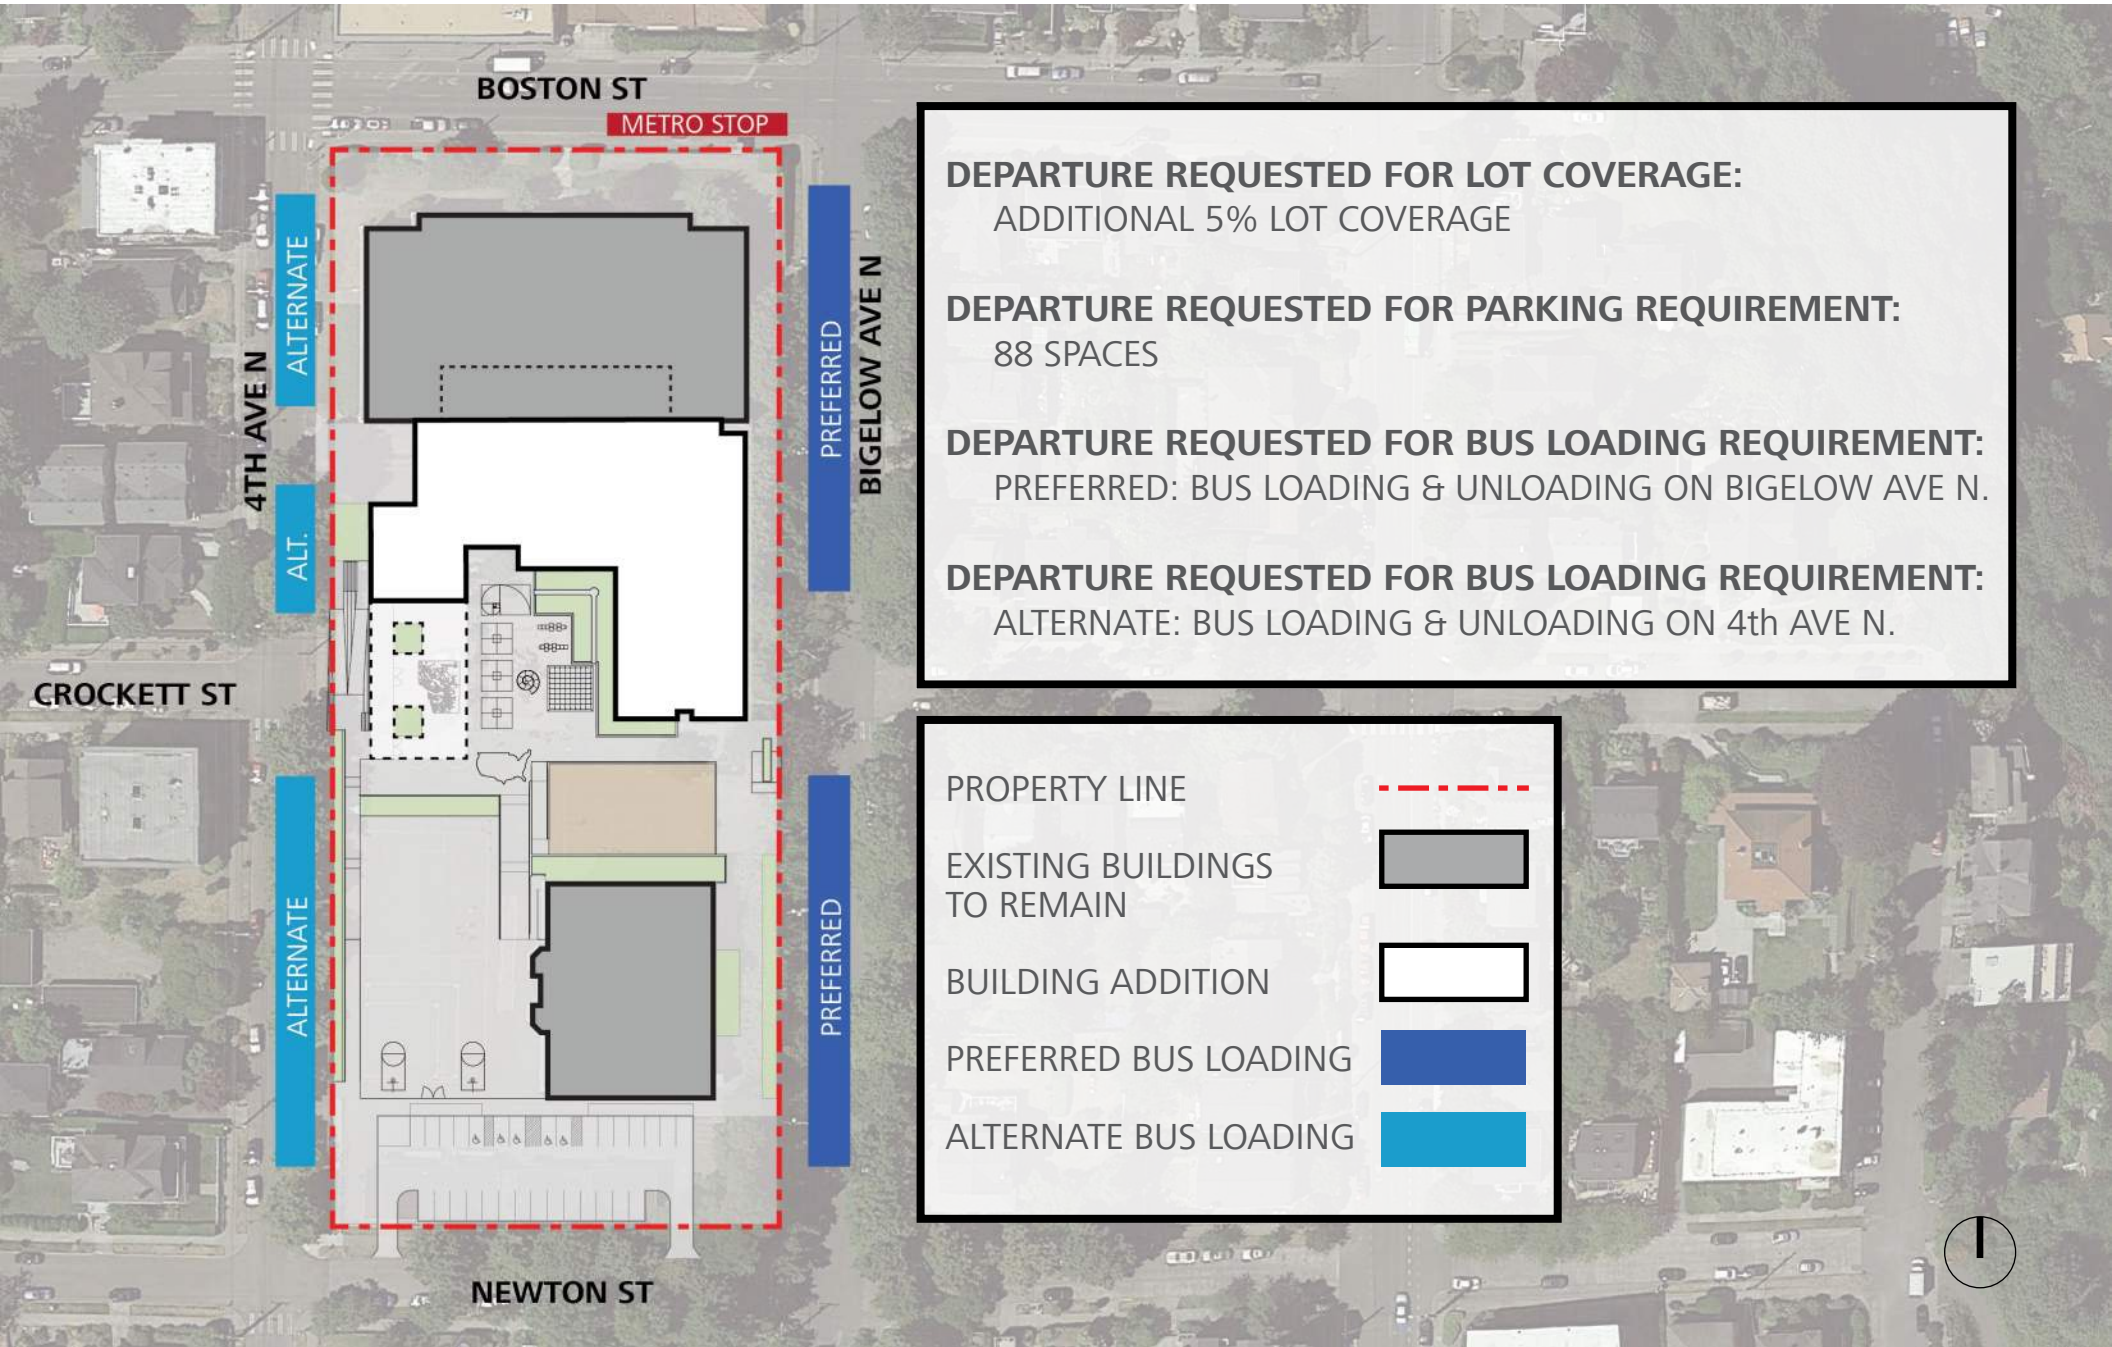 BOSTON ST
METRO STOP
ALTERNATE
4TH AVE N
ALT.
PREFERRED
BIGELOW AVE N
CROCKETT ST
ALTERNATE
PREFERRED
NEWTON ST
DEPARTURE REQUESTED FOR LOT COVERAGE:
ADDITIONAL 5% LOT COVERAGE
DEPARTURE REQUESTED FOR PARKING REQUIREMENT:
88 SPACES
DEPARTURE REQUESTED FOR BUS LOADING REQUIREMENT:
PREFERRED: BUS LOADING & UNLOADING ON BIGELOW AVE N.
DEPARTURE REQUESTED FOR BUS LOADING REQUIREMENT:
ALTERNATE: BUS LOADING & UNLOADING ON 4th AVE N.
PROPERTY LINE
EXISTING BUILDINGS
TO REMAIN
BUILDING ADDITION
PREFERRED BUS LOADING
ALTERNATE BUS LOADING